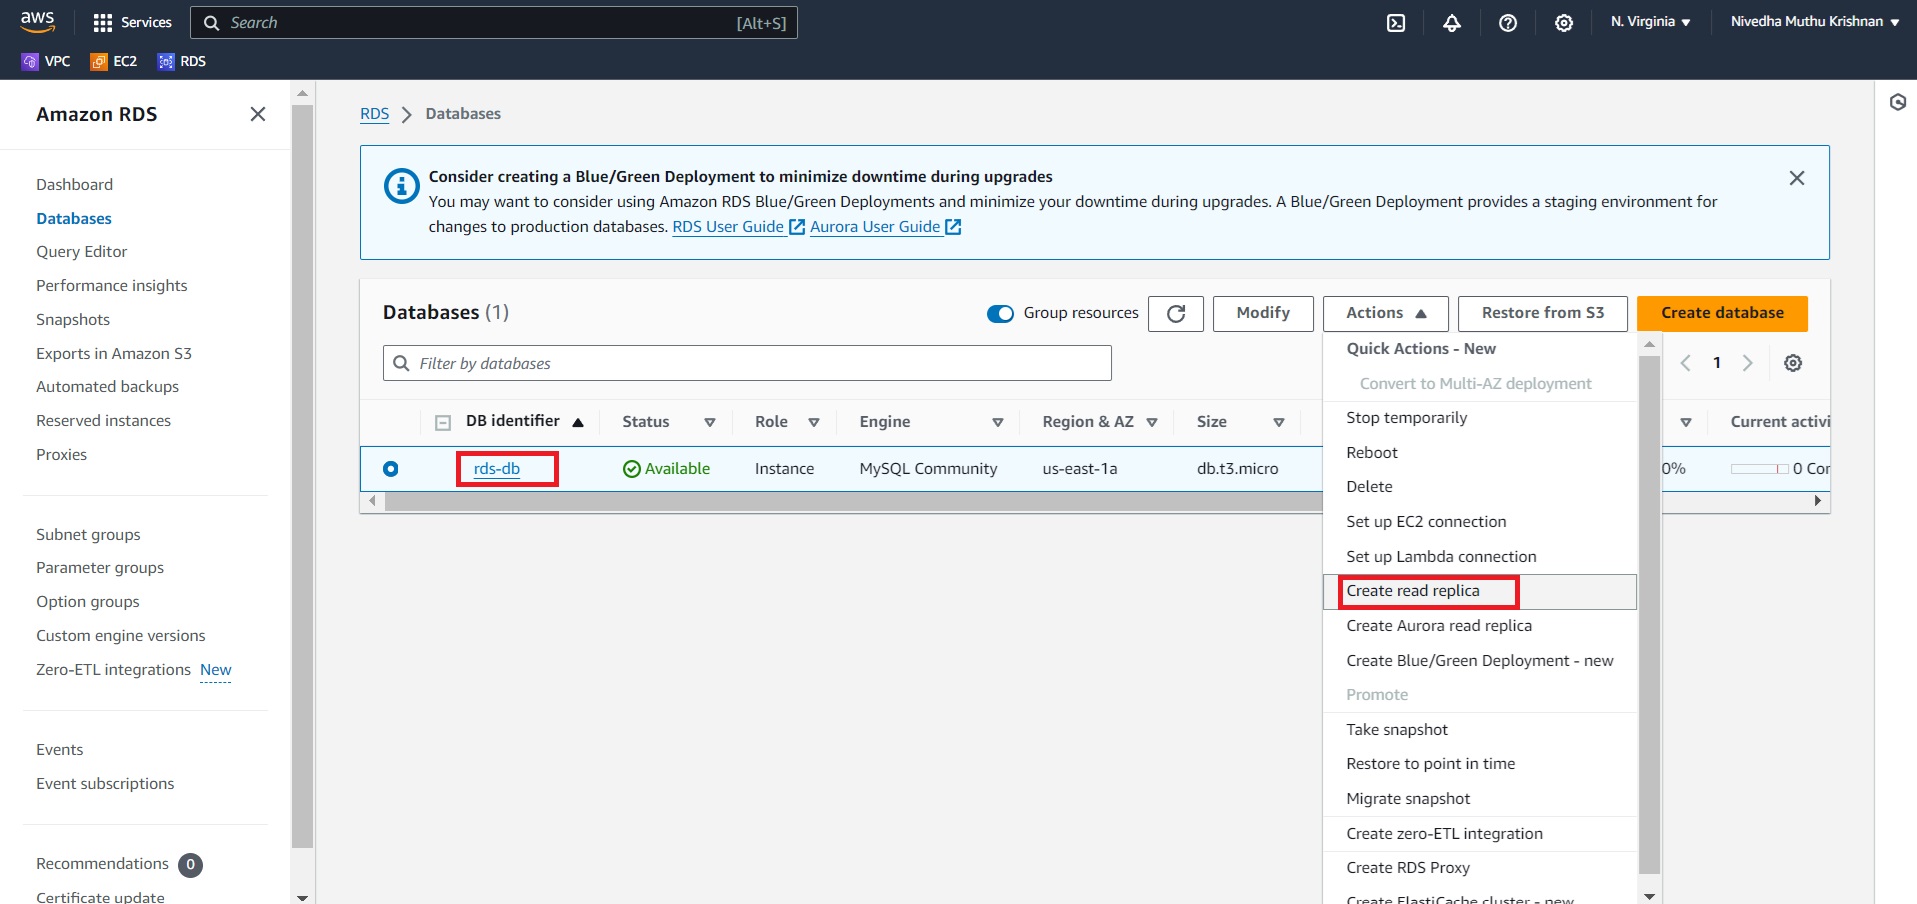 aws
Services
Search
[Alt+S]
N. Virginia
Nivedha Muthu Krishnan
VPC
EC2
RDS
Amazon RDS
Dashboard
Databases
Query Editor
Performance insights
Snapshots
Exports in Amazon S3
Automated backups
Reserved instances
Proxies
Subnet groups
Parameter groups
Option groups
Custom engine versions
Zero-ETL integrations New
Events
Event subscriptions
Recommendations 0
Certificate update
RDS
Databases
Consider creating a Blue/Green Deployment to minimize downtime during upgrades
You may want to consider using Amazon RDS Blue/Green Deployments and minimize your downtime during upgrades. A Blue/Green Deployment provides a staging environment for
changes to production databases. RDS User Guide Aurora User Guide
Databases (1)
Group resources
Modify
Actions
Restore from S3
Create database
Filter by databases
1
DB identifier
Status
Role
Engine
Region & AZ
Size
Current activi
rds-db
Available
Instance
MySQL Community
us-east-1a
db.t3.micro
0%
0 Cor
Quick Actions - New
Convert to Multi-AZ deployment
Stop temporarily
Reboot
Delete
Set up EC2 connection
Set up Lambda connection
Create read replica
Create Aurora read replica
Create Blue/Green Deployment - new
Promote
Take snapshot
Restore to point in time
Migrate snapshot
Create zero-ETL integration
Create RDS Proxy
Create ElastiCache cluster - new